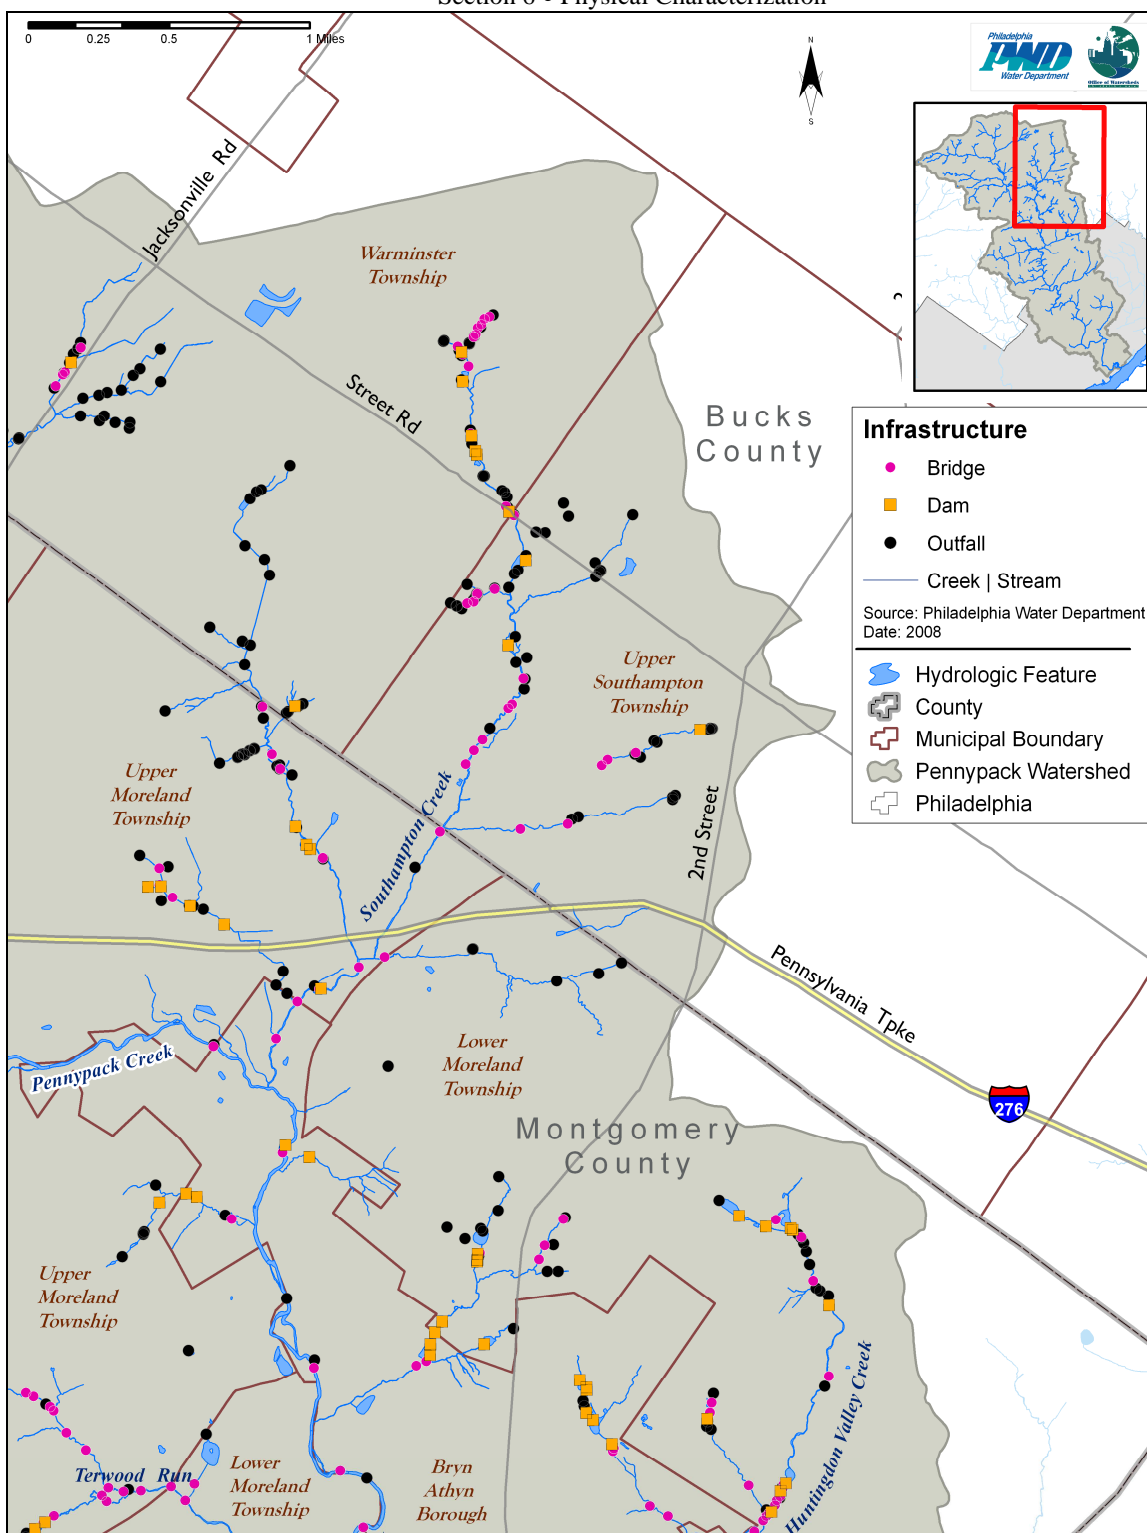 Section 6 • Physical Characterization
0 0.25 0.5 1 Miles
N
S
Philadelphia
PWD
Water Department
Office of Watersheds
Jacksonville Rd
Warminster
Township
Street Rd
Bucks
County
Infrastructure
Bridge
Dam
Outfall
Creek | Stream
Source: Philadelphia Water Department
Date: 2008
Hydrologic Feature
County
Municipal Boundary
Pennypack Watershed
Philadelphia
Upper
Southampton
Township
Upper
Moreland
Township
Southampton Creek
2nd Street
Pennsylvania Tpke
276
Pennypack Creek
Lower
Moreland
Township
Montgomery
County
Upper
Moreland
Township
Huntingdon Valley Creek
Terwood Run
Lower
Moreland
Township
Bryn
Athyn
Borough